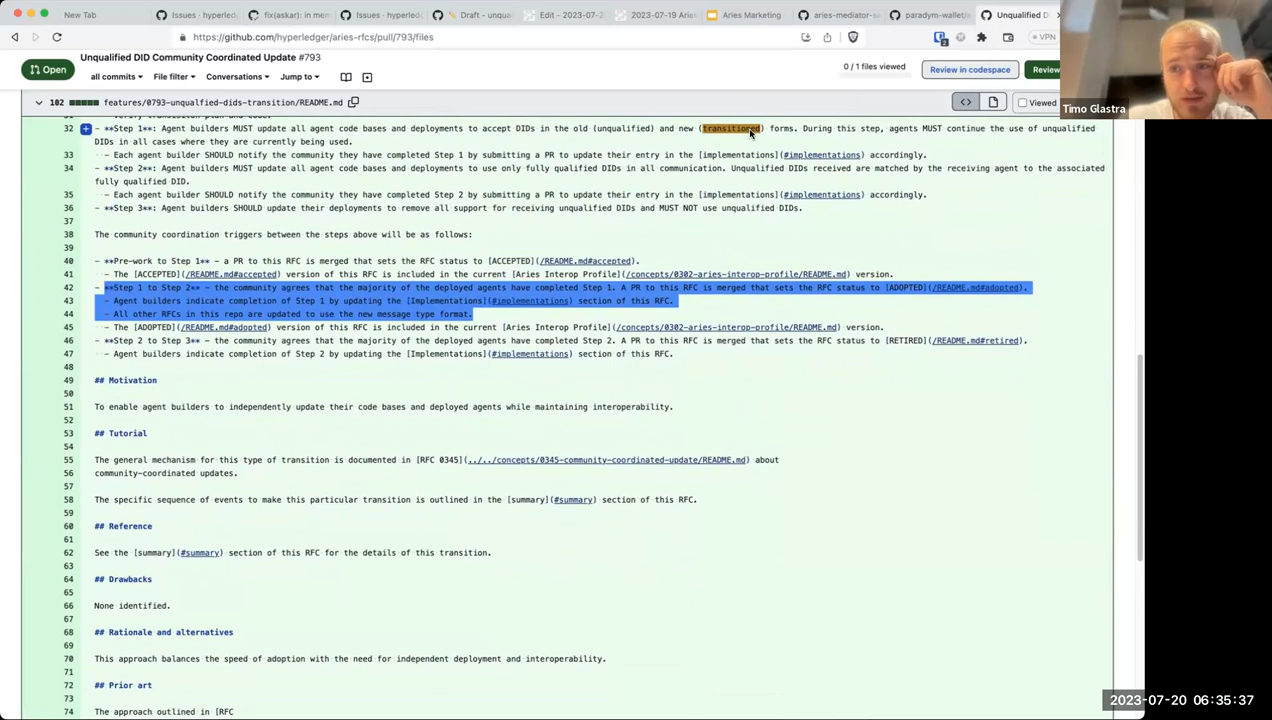 New Tab
Issues · hyperled
fix(askar): in mem
Issues · hyperled
Draft - unqua
Edit - 2023-07-2
2023-07-19 Aries
Aries Marketing
aries-mediator-s
paradym-wallet/a
Unqualified DI
https://github.com/hyperledger/aries-rfcs/pull/793/files
2
VPN
Unqualified DID Community Coordinated Update #793
Open
all commits
File filter
Conversations
Jump to
0 / 1 files viewed
Review in codespace
Review
Timo Glastra
102 features/0793-unqualfied-dids-transition/README.md
Viewed
32 - **Step 1**: Agent builders MUST update all agent code bases and deployments to accept DIDs in the old (unqualified) and new (transitioned) forms. During this step, agents MUST continue the use of unqualified
DIDs in all cases where they are currently being used.
33 - Each agent builder SHOULD notify the community they have completed Step 1 by submitting a PR to update their entry in the [implementations](#implementations) accordingly.
34 - **Step 2**: Agent builders MUST update all agent code bases and deployments to use only fully qualified DIDs in all communication. Unqualified DIDs received are matched by the receiving agent to the associated
fully qualified DID.
35 - Each agent builder SHOULD notify the community they have completed Step 2 by submitting a PR to update their entry in the [implementations](#implementations) accordingly.
36 - **Step 3**: Agent builders SHOULD update their deployments to remove all support for receiving unqualified DIDs and MUST NOT use unqualified DIDs.
37
38 The community coordination triggers between the steps above will be as follows:
39
40 - **Pre-work to Step 1** - a PR to this RFC is merged that sets the RFC status to [ACCEPTED](/README.md#accepted).
41 - The [ACCEPTED](/README.md#accepted) version of this RFC is included in the current [Aries Interop Profile](/concepts/0302-aries-interop-profile/README.md) version.
42 - **Step 1 to Step 2** - the community agrees that the majority of the deployed agents have completed Step 1. A PR to this RFC is merged that sets the RFC status to [ADOPTED](/README.md#adopted).
43 - Agent builders indicate completion of Step 1 by updating the [Implementations](#implementations) section of this RFC.
44 - All other RFCs in this repo are updated to use the new message type format.
45 - The [ADOPTED](/README.md#adopted) version of this RFC is included in the current [Aries Interop Profile](/concepts/0302-aries-interop-profile/README.md) version.
46 - **Step 2 to Step 3** - the community agrees that the majority of the deployed agents have completed Step 2. A PR to this RFC is merged that sets the RFC status to [RETIRED](/README.md#retired).
47 - Agent builders indicate completion of Step 2 by updating the [Implementations](#implementations) section of this RFC.
48
49 ## Motivation
50
51 To enable agent builders to independently update their code bases and deployed agents while maintaining interoperability.
52
53 ## Tutorial
54
55 The general mechanism for this type of transition is documented in [RFC 0345](../../concepts/0345-community-coordinated-update/README.md) about
56 community-coordinated updates.
57
58 The specific sequence of events to make this particular transition is outlined in the [summary](#summary) section of this RFC.
59
60 ## Reference
61
62 See the [summary](#summary) section of this RFC for the details of this transition.
63
64 ## Drawbacks
65
66 None identified.
67
68 ## Rationale and alternatives
69
70 This approach balances the speed of adoption with the need for independent deployment and interoperability.
71
72 ## Prior art
73
74 The approach outlined in [RFC
2023-07-20 06:35:37